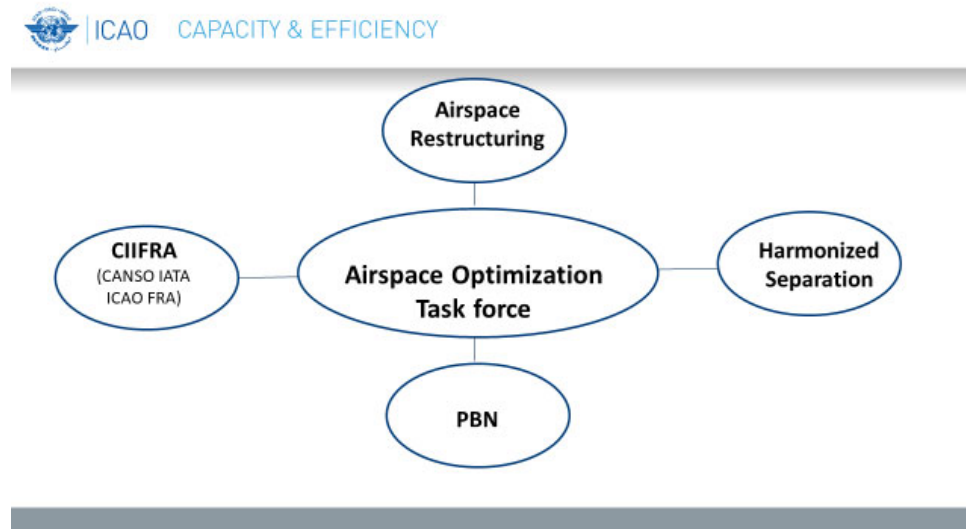 ICAO CAPACITY & EFFICIENCY
Airspace
Restructuring
CIIFRA
(CANSO IATA
ICAO FRA)
Airspace Optimization
Task force
Harmonized
Separation
PBN